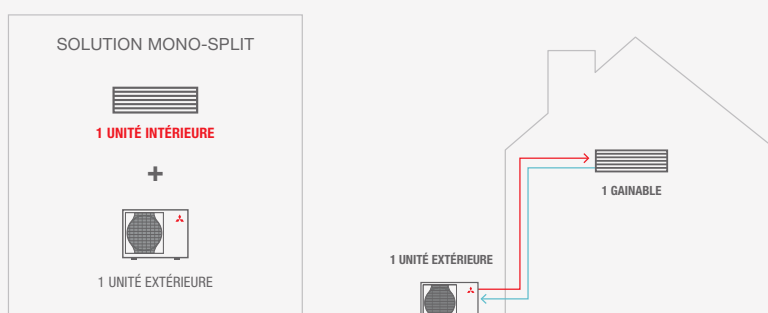 SOLUTION MONO-SPLIT
1 UNITÉ INTÉRIEURE
+
1 UNITÉ EXTÉRIEURE
1 GAINABLE
1 UNITÉ EXTÉRIEURE